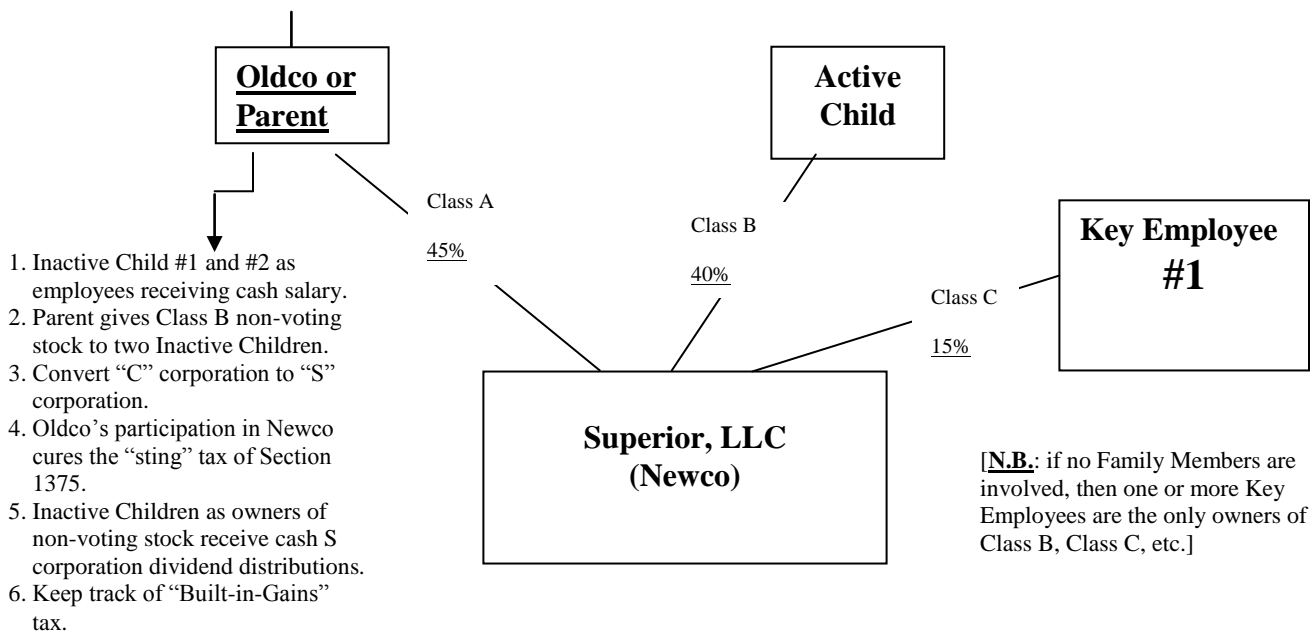 Oldco or
Parent
Active
Child
Class A
45%
Class B
40%
Key Employee
#1
Class C
15%
1. Inactive Child #1 and #2 as
employees receiving cash salary.
2. Parent gives Class B non-voting
stock to two Inactive Children.
3. Convert “C” corporation to “S”
corporation.
4. Oldco’s participation in Newco
cures the “sting” tax of Section
1375.
5. Inactive Children as owners of
non-voting stock receive cash S
corporation dividend distributions.
6. Keep track of “Built-in-Gains”
tax.
Superior, LLC
(Newco)
[N.B.: if no Family Members are
involved, then one or more Key
Employees are the only owners of
Class B, Class C, etc.]